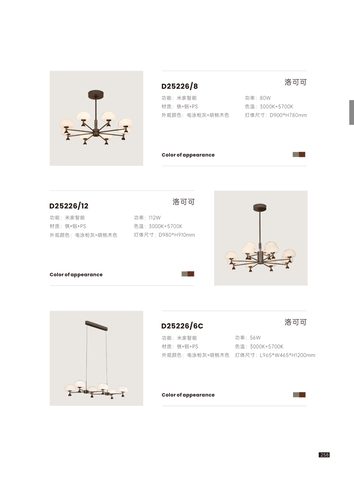 洛可可
D25226/8
功能：米家智能
功率：80W
材质：铁+铝+PS
色温：3000K+5700K
外观颜色：电泳粉灰+胡桃木色
灯体尺寸：D900*H780mm
Color of appearance
洛可可
D25226/12
功能：米家智能
功率：112W
材质：铁+铝+PS
色温：3000K+5700K
外观颜色：电泳粉灰+胡桃木色
灯体尺寸：D980*H910mm
Color of appearance
洛可可
D25226/6C
功能：米家智能
功率：56W
材质：铁+铝+PS
色温：3000K+5700K
外观颜色：电泳粉灰+胡桃木色
灯体尺寸：L965*W465*H1200mm
Color of appearance
258